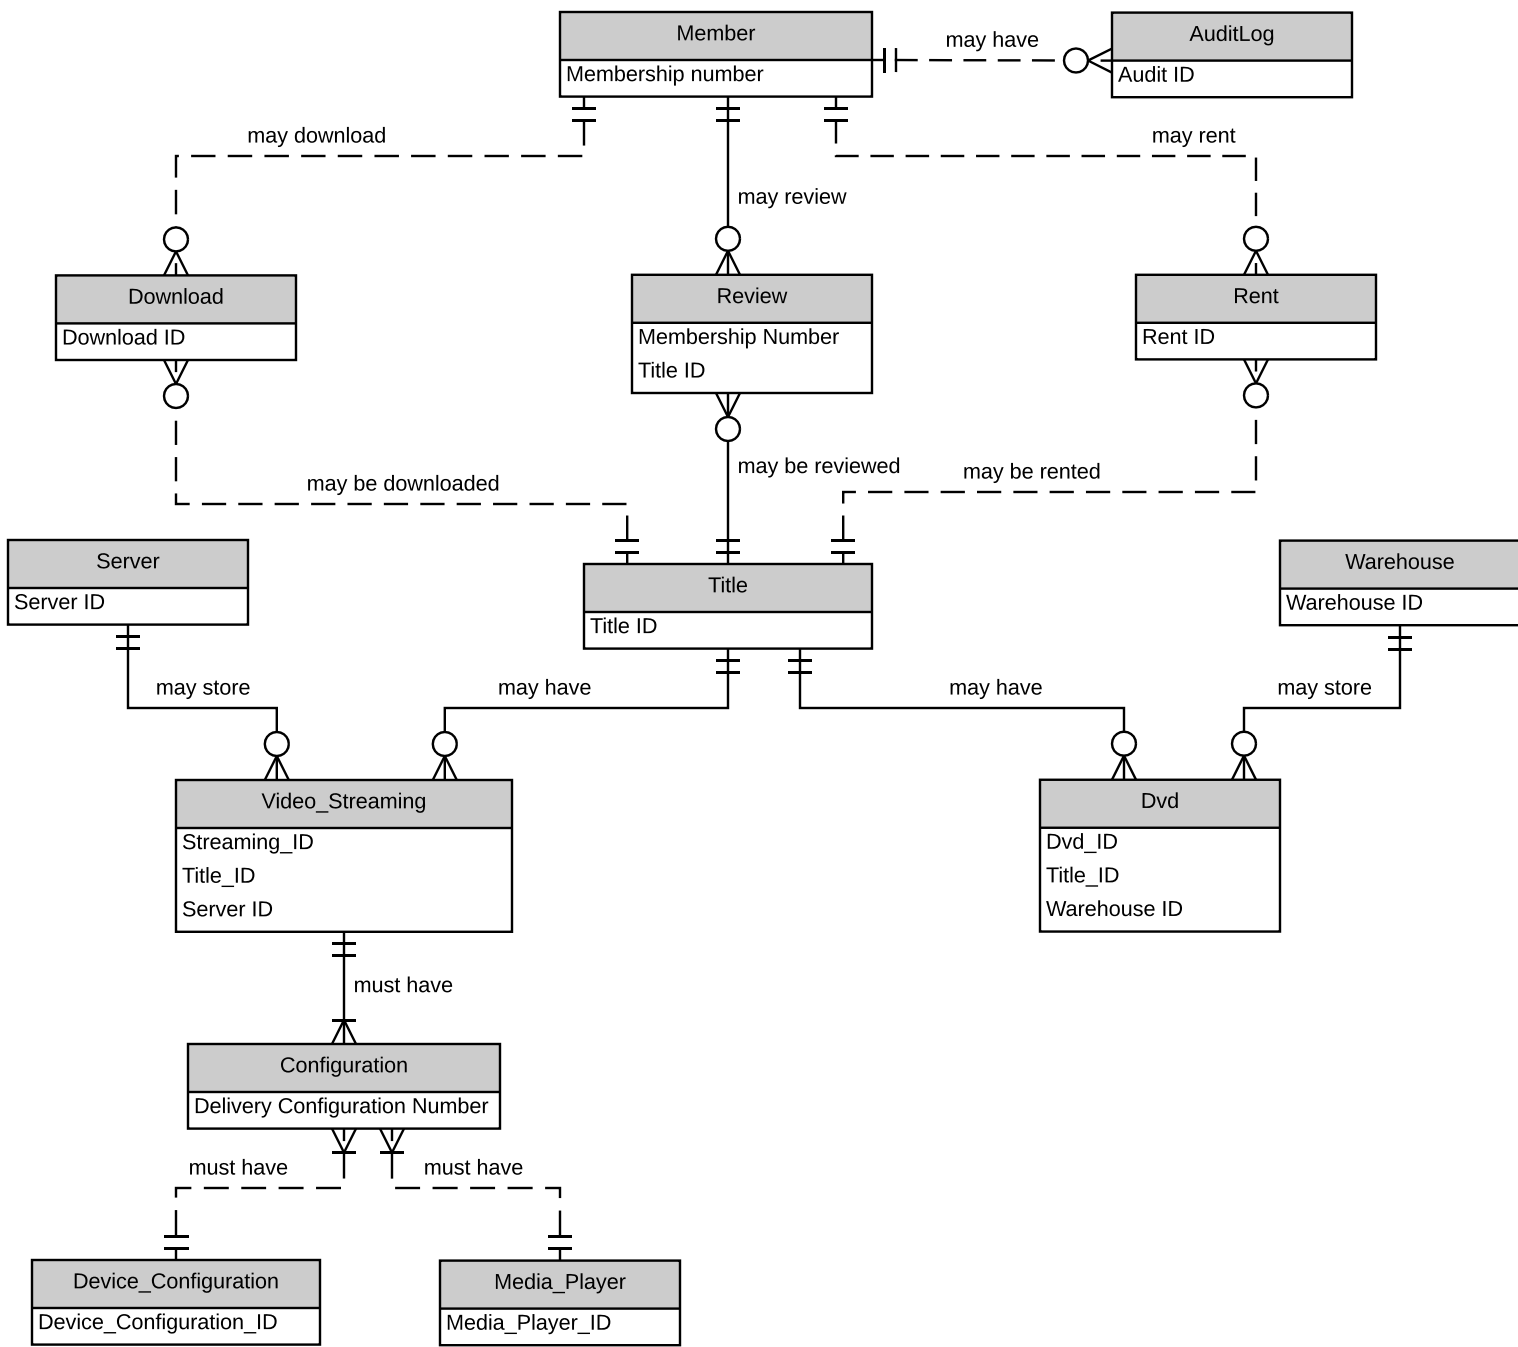 Member
Membership number
may have
AuditLog
Audit ID
may download
may review
may rent
Download
Download ID
Review
Membership Number
Title ID
Rent
Rent ID
may be downloaded
may be reviewed
may be rented
Server
Server ID
Title
Title ID
Warehouse
Warehouse ID
may store
may have
may have
may store
Video_Streaming
Streaming_ID
Title_ID
Server ID
Dvd
Dvd_ID
Title_ID
Warehouse ID
must have
Configuration
Delivery Configuration Number
must have
must have
Device_Configuration
Device_Configuration_ID
Media_Player
Media_Player_ID